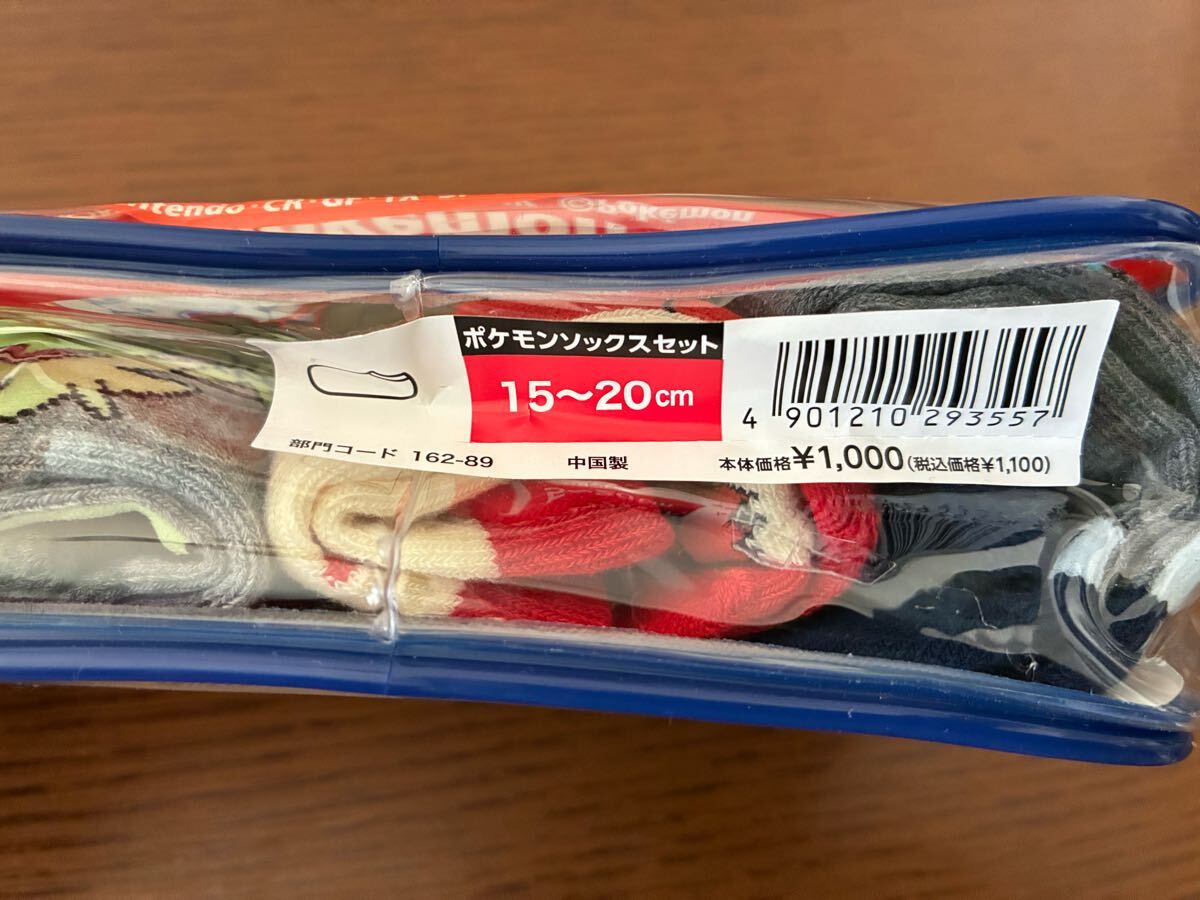 ©Pokémon
ポケモンソックスセット
15〜20cm
4 901210 293557
部門コード 162-89
中国製
本体価格¥1,000(税込価格¥1,100)